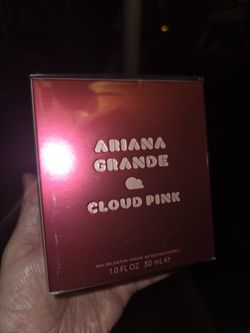 ARIANA
GRANDE
CLOUD PINK
eau de parfum natural spray/vaporisateur
1.0 FL OZ 30 mL ℮